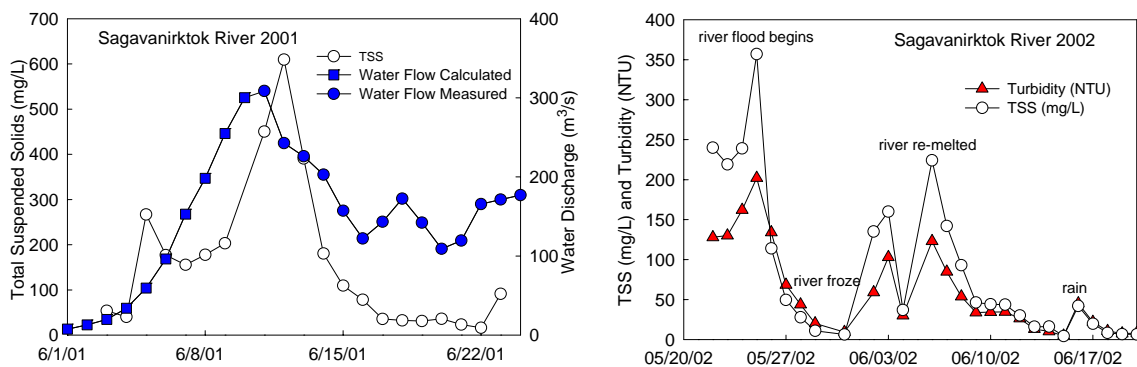 Sagavanirktok River 2001
TSS
Water Flow Calculated
Water Flow Measured
Total Suspended Solids (mg/L)
700
600
500
400
300
200
100
0
6/1/01
6/8/01
6/15/01
6/22/01
400
300
200
100
0
Water Discharge (m³/s)
TSS (mg/L) and Turbidity (NTU)
400
350
300
250
200
150
100
50
0
river flood begins
Sagavanirktok River 2002
Turbidity (NTU)
TSS (mg/L)
river re-melted
river froze
rain
05/20/02
05/27/02
06/03/02
06/10/02
06/17/02